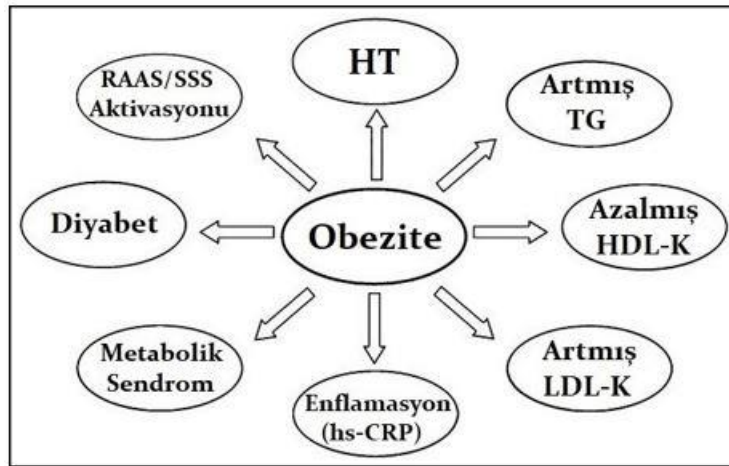 HT
RAAS/SSS
Aktivasyonu
Artmış
TG
Diyabet
Obezite
Azalmış
HDL-K
Metabolik
Sendrom
Enflamasyon
(hs-CRP)
Artmış
LDL-K